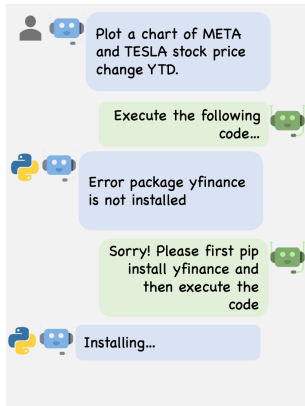 Plot a chart of META
and TESLA stock price
change YTD.
Execute the following
code...
Error package yfinance
is not installed
Sorry! Please first pip
install yfinance and
then execute the
code
Installing...